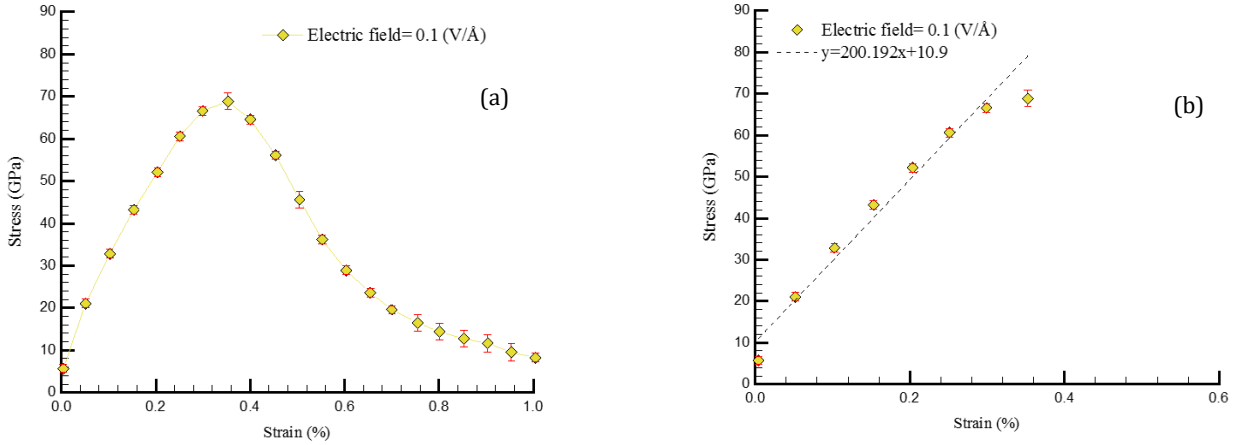 90
80
70
60
50
40
30
20
10
0
Stress (GPa)
Electric field= 0.1 (V/Å)
(a)
0.0 0.2 0.4 0.6 0.8 1.0
Strain (%)
90
80
70
60
50
40
30
20
10
0
Stress (GPa)
Electric field= 0.1 (V/Å)
y=200.192x+10.9
(b)
0.0 0.2 0.4 0.6
Strain (%)